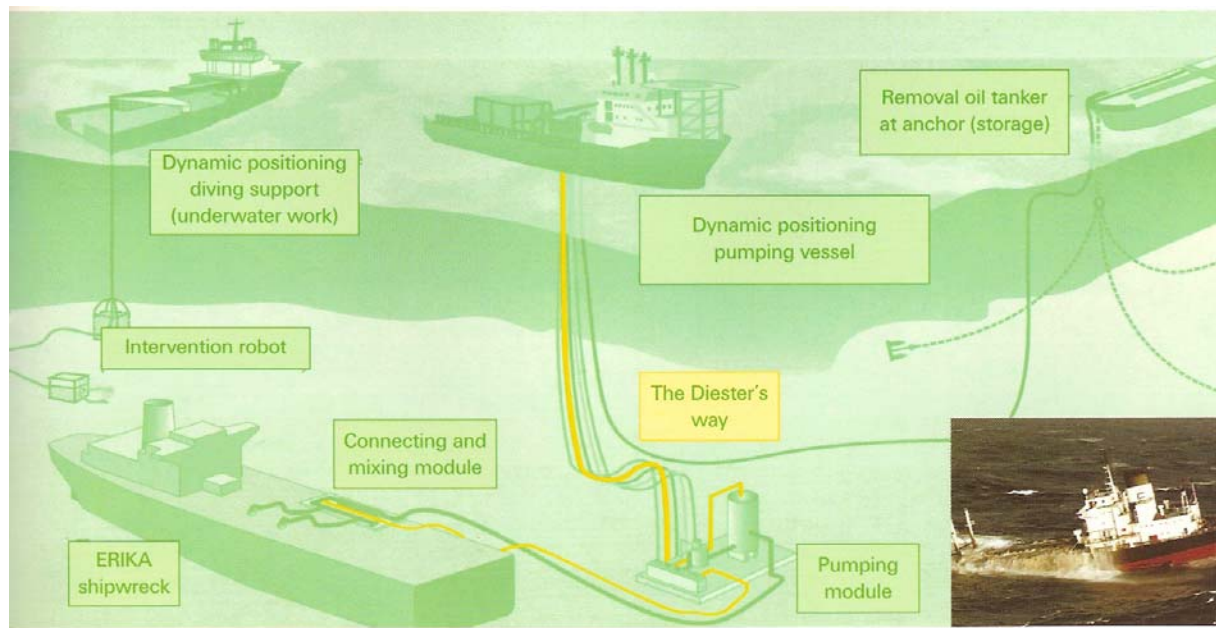 Dynamic positioning
diving support
(underwater work)
Removal oil tanker
at anchor (storage)
Dynamic positioning
pumping vessel
Intervention robot
The Diester's
way
Connecting and
mixing module
ERIKA
shipwreck
Pumping
module